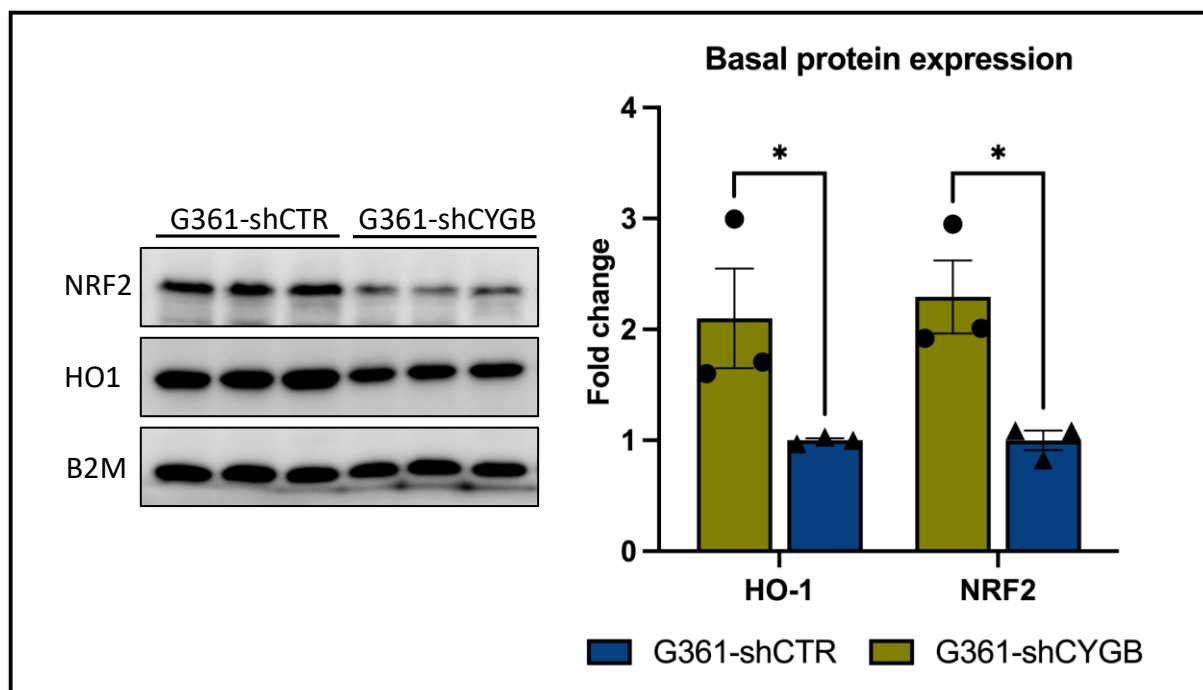 G361-shCTR G361-shCYGB
NRF2
HO1
B2M
Basal protein expression
Fold change
4
3
2
1
0
*
*
HO-1
NRF2
G361-shCTR
G361-shCYGB